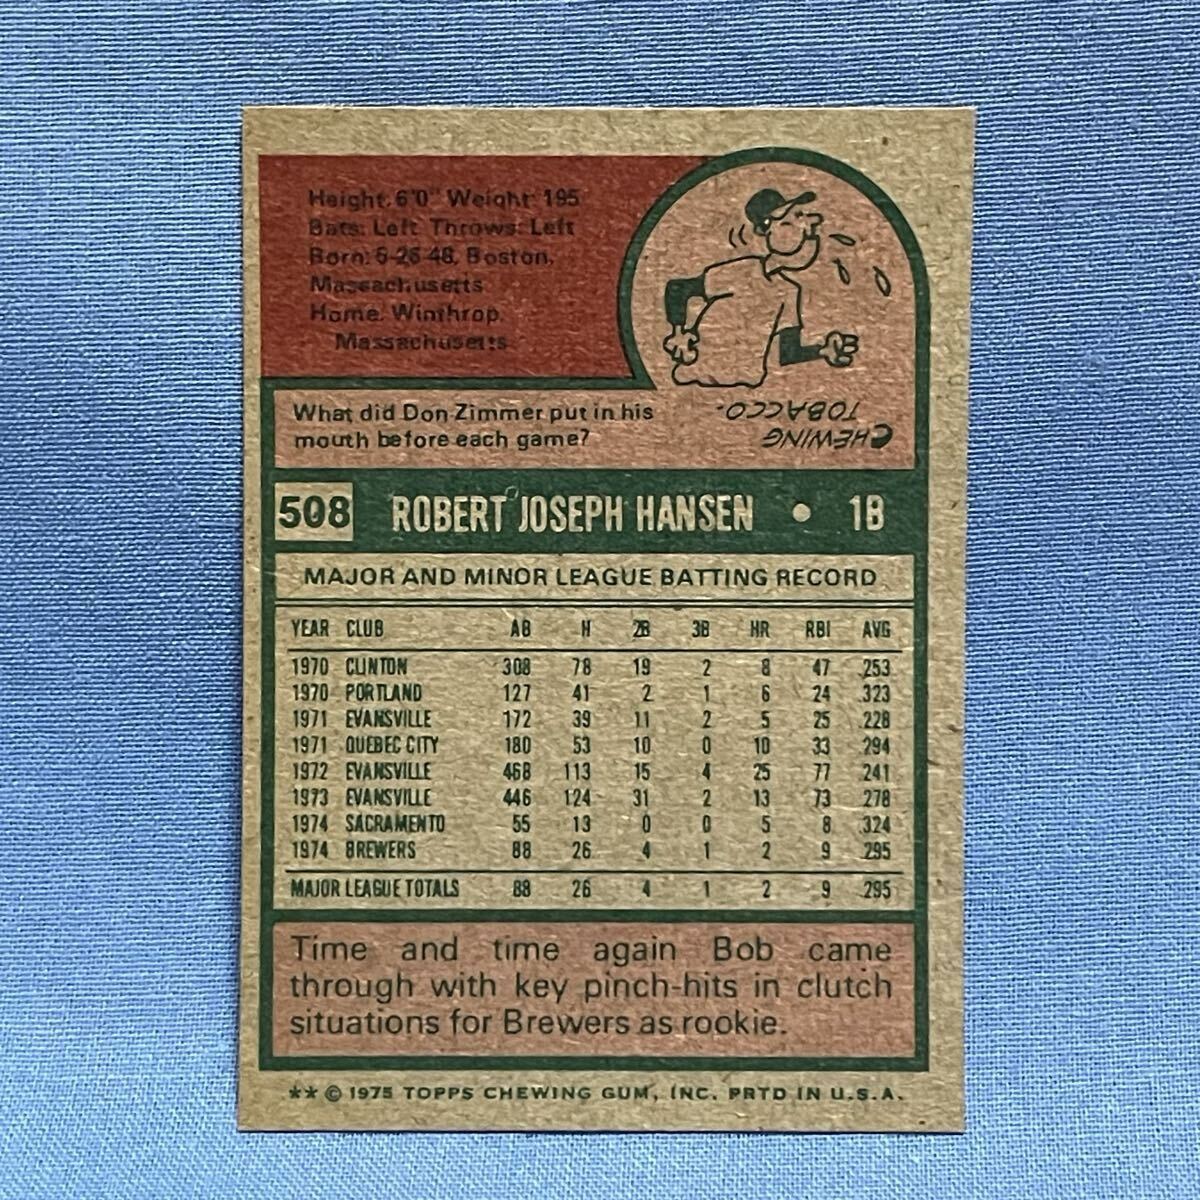 Height: 6'0" Weight: 195
Bats: Left Throws: Left
Born: 5-26-48, Boston,
Massachusetts
Home: Winthrop,
Massachusetts
What did Don Zimmer put in his
mouth before each game?
CHEWING
TOBACCO.
508 ROBERT JOSEPH HANSEN • 1B
MAJOR AND MINOR LEAGUE BATTING RECORD
YEAR CLUB AB H 2B 3B HR RBI AVG
1970 CLINTON 308 78 19 2 8 47 .253
1970 PORTLAND 127 41 2 1 6 24 .323
1971 EVANSVILLE 172 39 11 2 5 25 .228
1971 QUEBEC CITY 180 53 10 0 10 33 .294
1972 EVANSVILLE 468 113 15 4 25 77 .241
1973 EVANSVILLE 446 124 31 2 13 73 .278
1974 SACRAMENTO 55 13 0 0 5 8 .324
1974 BREWERS 88 26 4 1 2 9 .295
MAJOR LEAGUE TOTALS 88 26 4 1 2 9 .295
Time and time again Bob came
through with key pinch-hits in clutch
situations for Brewers as rookie.
** © 1975 TOPPS CHEWING GUM, INC. PRTD IN U.S.A.